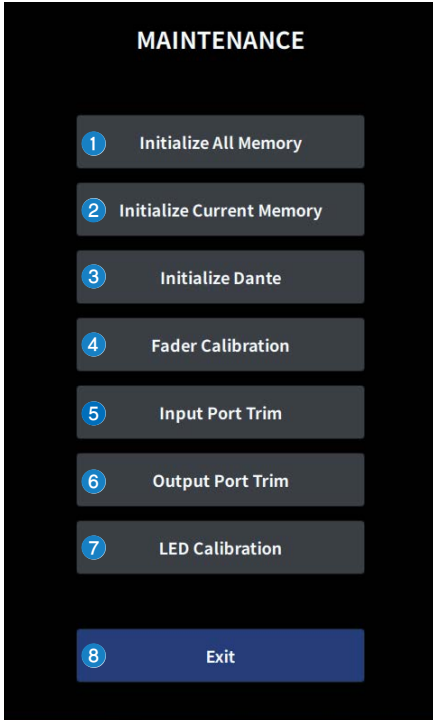 MAINTENANCE
1 Initialize All Memory
2 Initialize Current Memory
3 Initialize Dante
4 Fader Calibration
5 Input Port Trim
6 Output Port Trim
7 LED Calibration
8 Exit